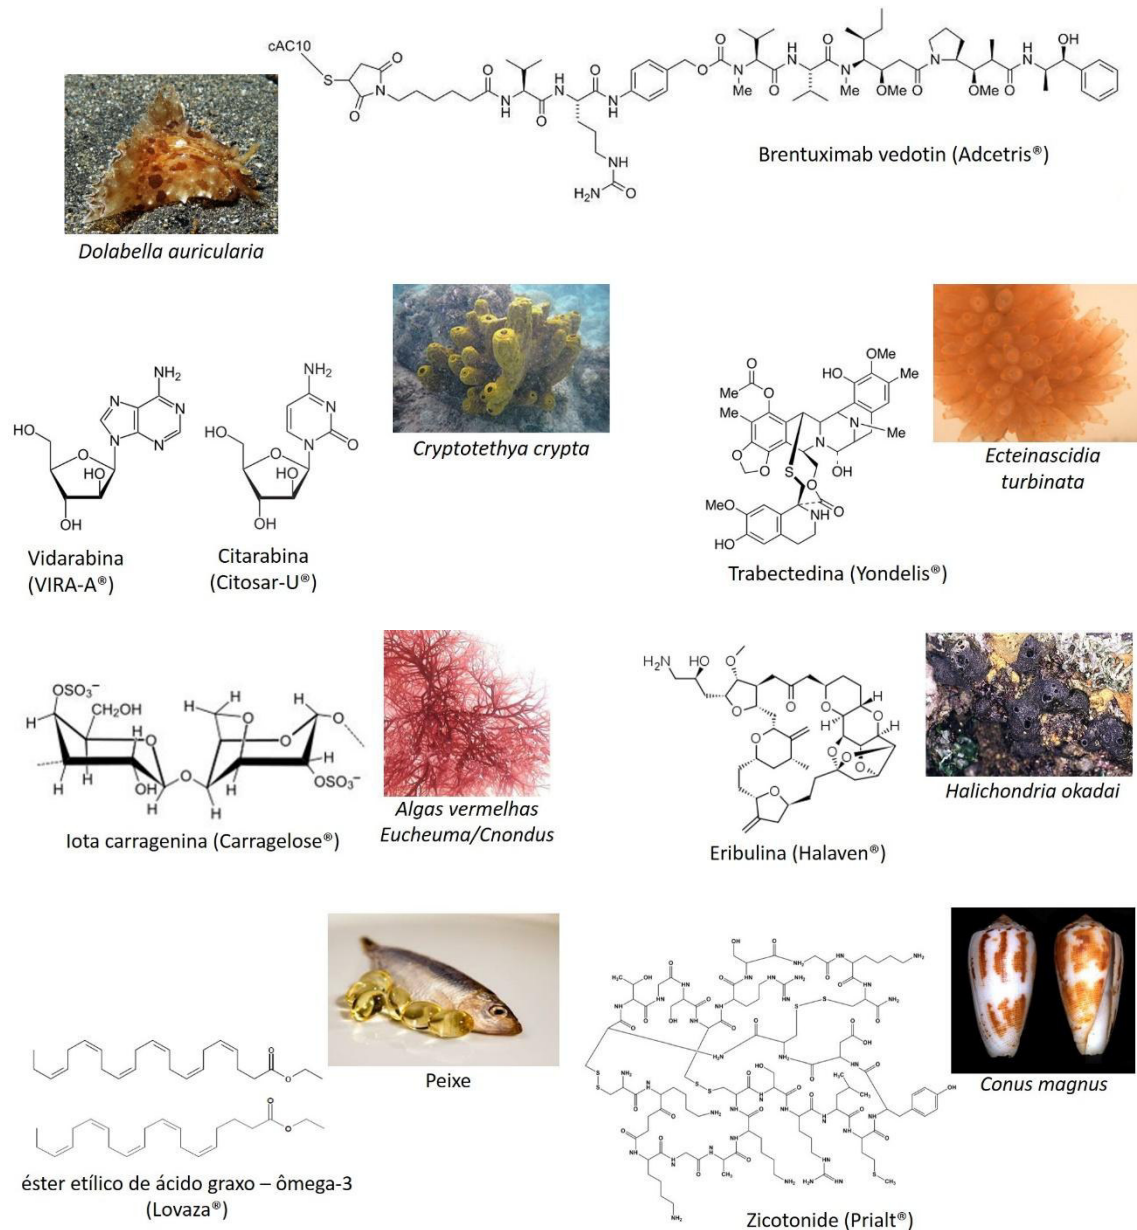 cAC10
Brentuximab vedotin (Adcetris®)
Dolabella auricularia
Cryptotethya crypta
Ecteinascidia
turbinata
Vidarabina
(VIRA-A®)
Citarabina
(Citosar-U®)
Trabectedina (Yondelis®)
Iota carragenina (Carragelose®)
Algas vermelhas
Eucheuma/Cnondus
Eribulina (Halaven®)
Halichondria okadai
Peixe
Conus magnus
éster etílico de ácido graxo – ômega-3
(Lovaza®)
Zicotonide (Prialt®)